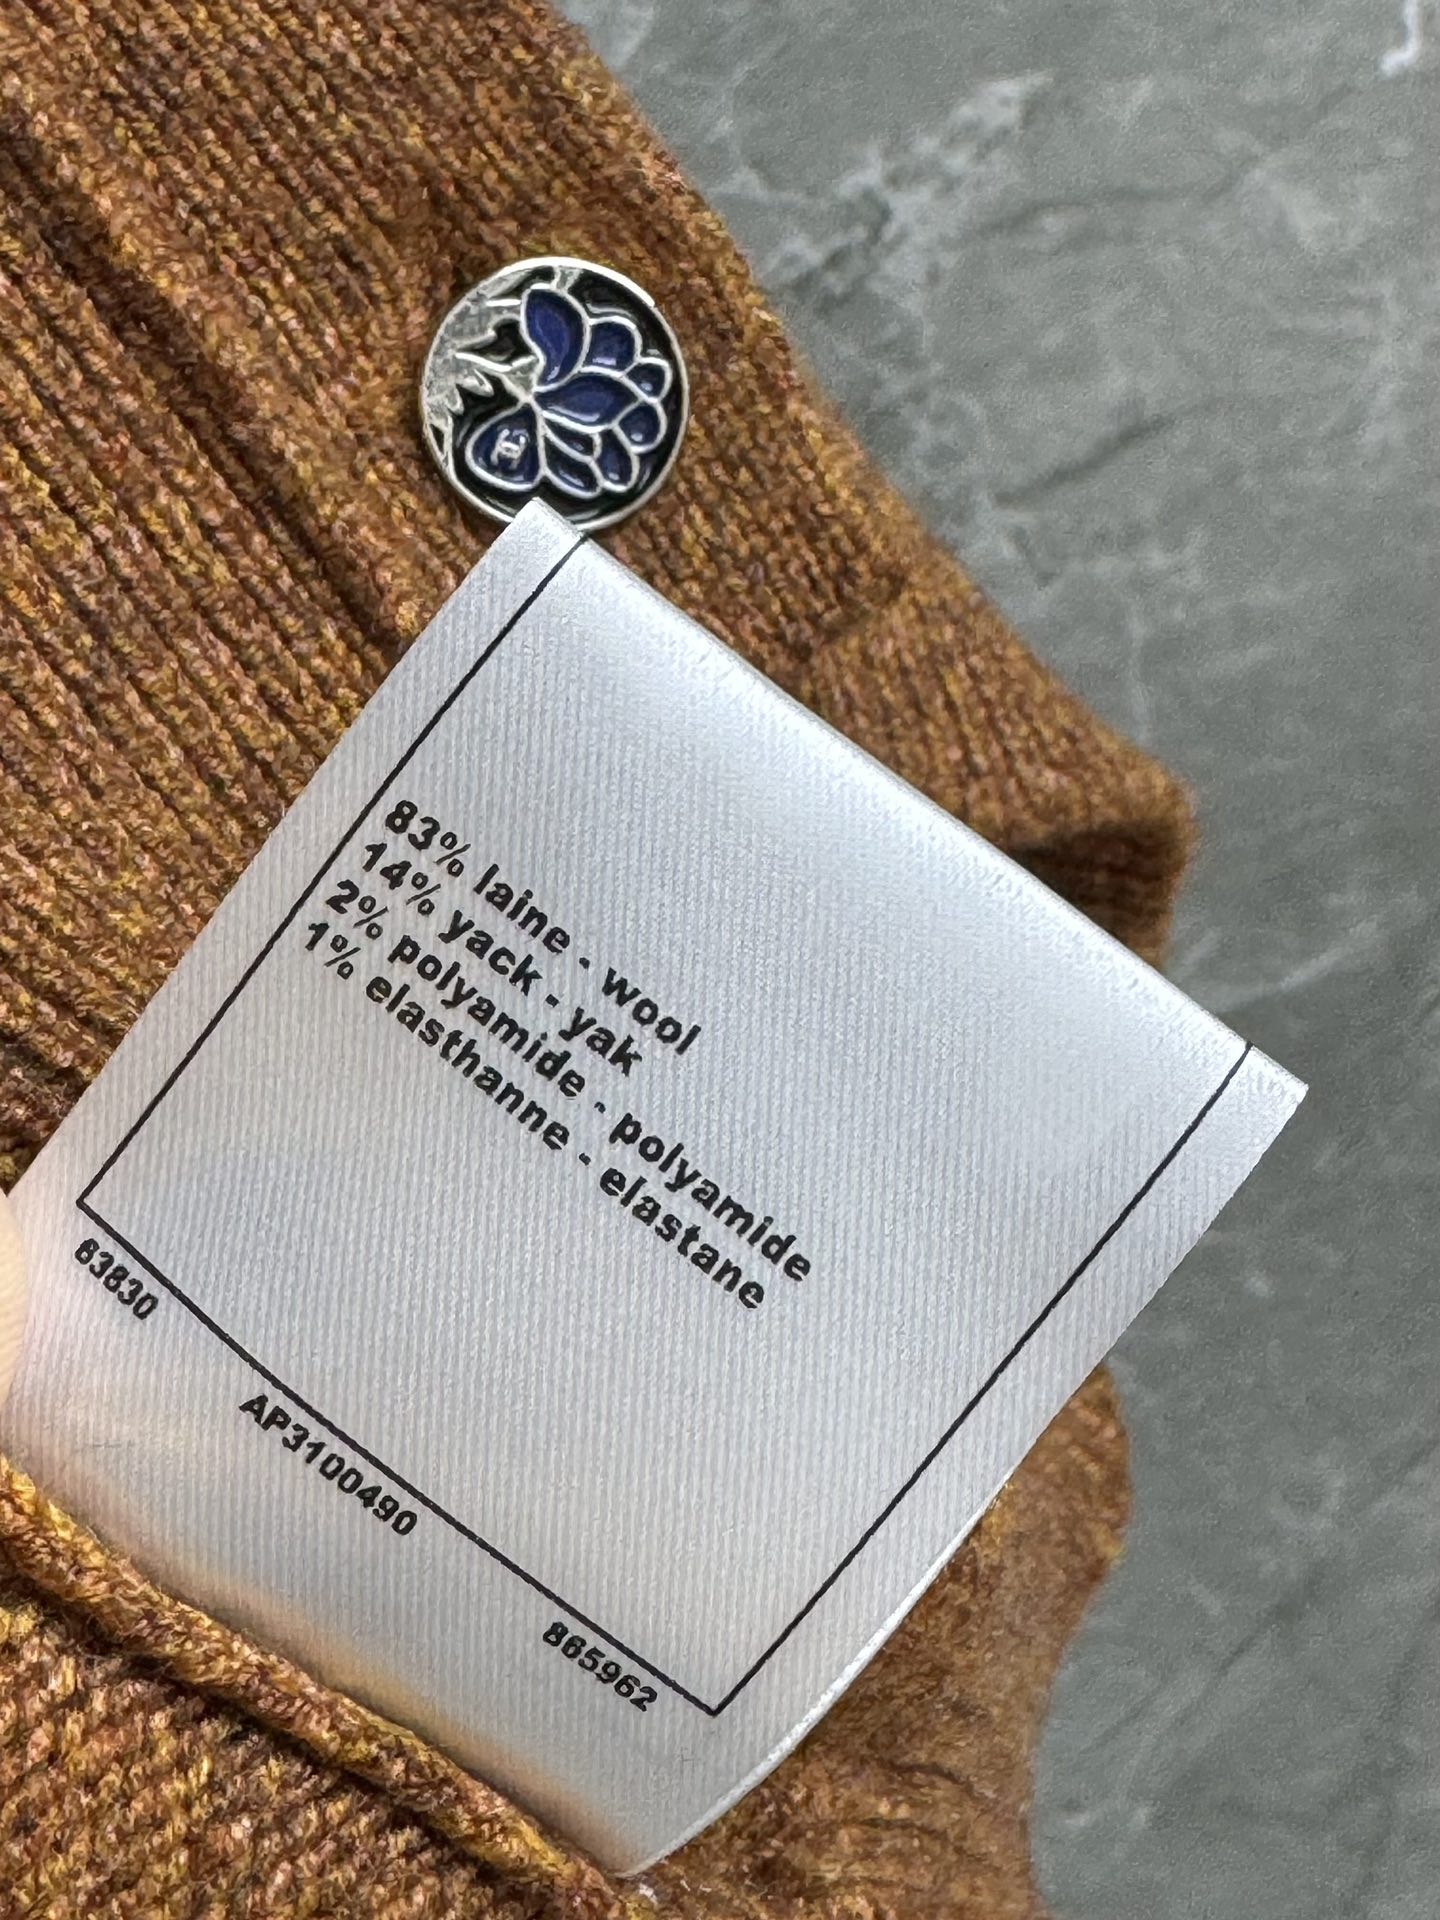 83% laine - wool
14% yack - yak
2% polyamide - polyamide
1% elasthanne - elastane
63830
AP3100490
865962